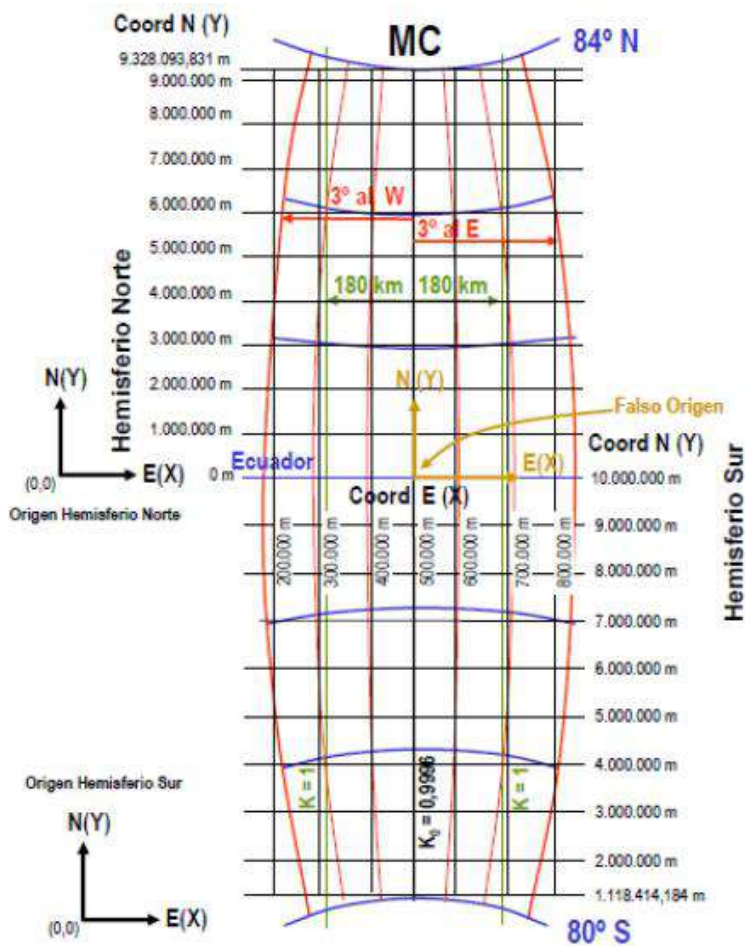 Coord N (Y)
MC
84º N
9.328.093,831 m
9.000.000 m
8.000.000 m
7.000.000 m
3º al W
6.000.000 m
3º al E
5.000.000 m
180 km
180 km
4.000.000 m
Hemisferio Norte
3.000.000 m
N(Y)
2.000.000 m
N (Y)
Falso Origen
1.000.000 m
Coord N (Y)
Ecuador
E(X)
E(X)
0 m
10.000.000 m
(0,0)
Origen Hemisferio Norte
Coord E (X)
Hemisferio Sur
9.000.000 m
200.000 m
300.000 m
400.000 m
500.000 m
600.000 m
700.000 m
800.000 m
8.000.000 m
7.000.000 m
6.000.000 m
5.000.000 m
4.000.000 m
Origen Hemisferio Sur
K = 1
K₀ = 0,9996
K = 1
3.000.000 m
N(Y)
2.000.000 m
1.118.414,184 m
(0,0)
E(X)
80º S